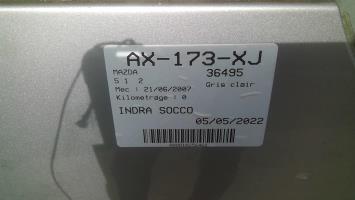 AX-173-XJ
MAZDA 36495
5 1 2 Gris clair
Mec : 21/06/2007
Kilometrage : 0
INDRA SOCCO
05/05/2022